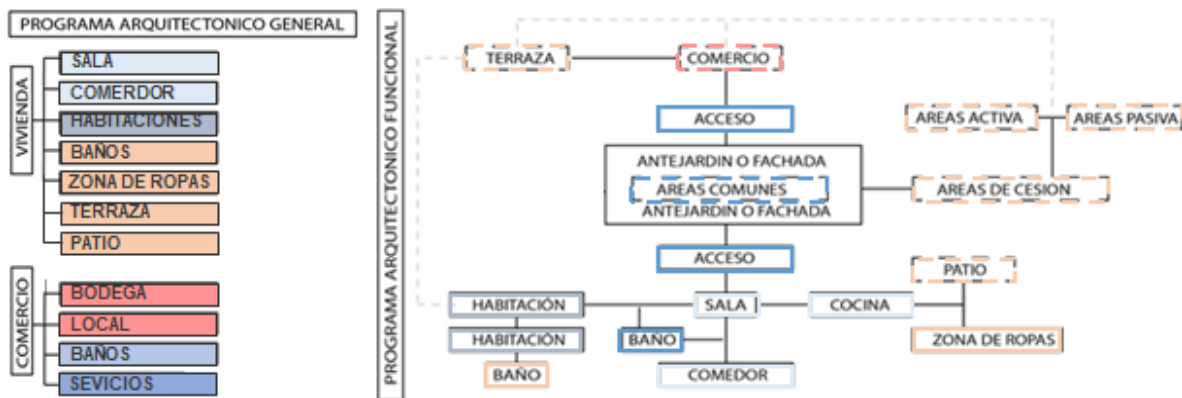 PROGRAMA ARQUITECTONICO GENERAL
VIVIENDA
SALA
COMERDOR
HABITACIONES
BAÑOS
ZONA DE ROPAS
TERRAZA
PATIO
COMERCIO
BODEGA
LOCAL
BAÑOS
SEVICIOS
PROGRAMA ARQUITECTONICO FUNCIONAL
TERRAZA
COMERCIO
ACCESO
AREAS ACTIVA
AREAS PASIVA
ANTEJARDIN O FACHADA
AREAS COMUNES
ANTEJARDIN O FACHADA
AREAS DE CESION
ACCESO
PATIO
HABITACIÓN
SALA
COCINA
HABITACIÓN
BAÑO
ZONA DE ROPAS
BAÑO
COMEDOR